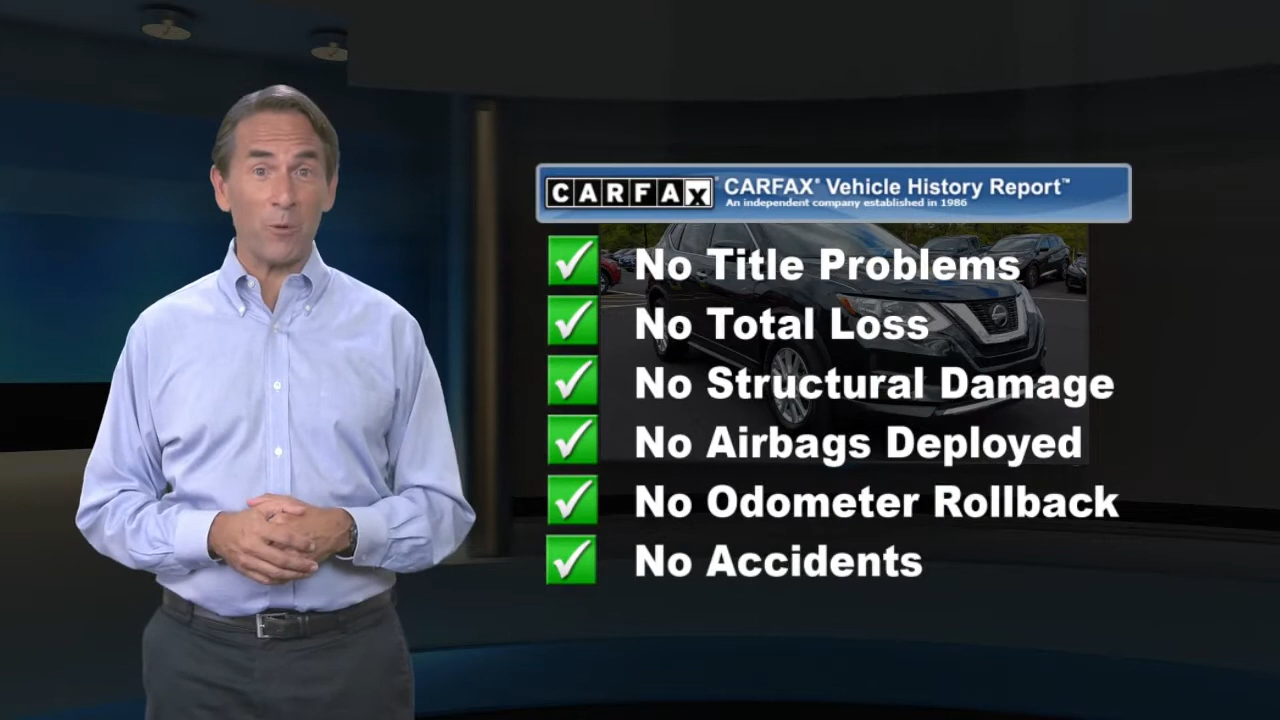 CARFAX® CARFAX® Vehicle History Report™
An independent company established in 1986
No Title Problems
No Total Loss
No Structural Damage
No Airbags Deployed
No Odometer Rollback
No Accidents